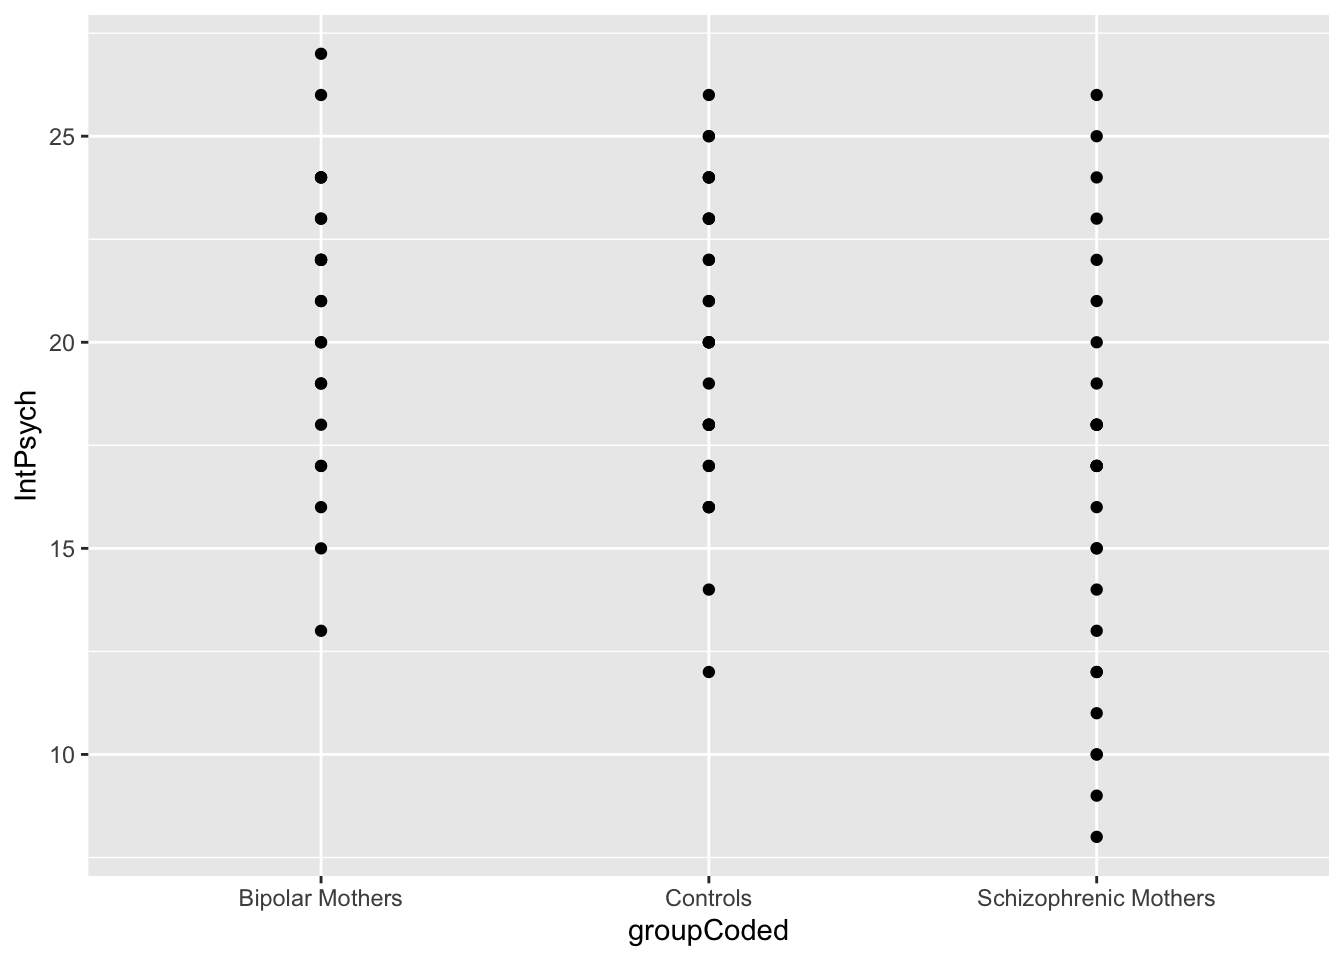 25
20
15
10
IntPsych
Bipolar Mothers
Controls
Schizophrenic Mothers
groupCoded